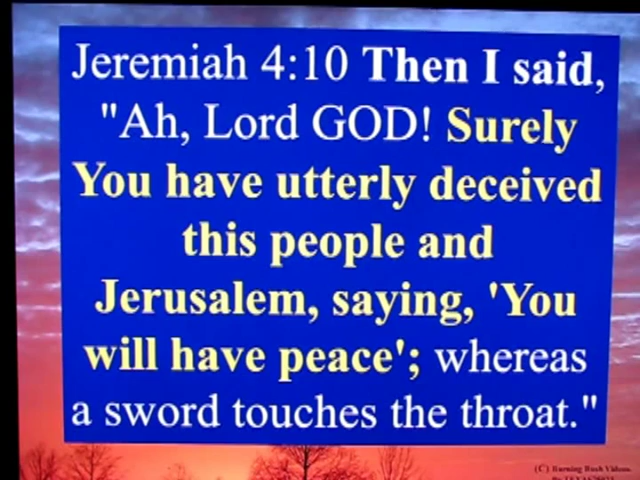 Jeremiah 4:10 Then I said,
"Ah, Lord GOD! Surely
You have utterly deceived
this people and
Jerusalem, saying, 'You
will have peace'; whereas
a sword touches the throat."
(C) Burning Bush Videos